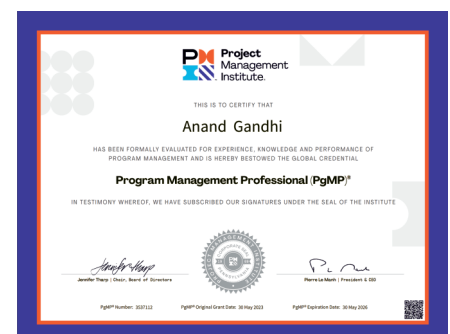 Project
Management
Institute.
THIS IS TO CERTIFY THAT
Anand Gandhi
HAS BEEN FORMALLY EVALUATED FOR EXPERIENCE, KNOWLEDGE AND PERFORMANCE OF
PROGRAM MANAGEMENT AND IS HEREBY BESTOWED THE GLOBAL CREDENTIAL
Program Management Professional (PgMP)®
IN TESTIMONY WHEREOF, WE HAVE SUBSCRIBED OUR SIGNATURES UNDER THE SEAL OF THE INSTITUTE
Jennifer Tharp | Chair, Board of Directors
Pierre Le Manh | President & CEO
PgMP® Number: 3537113
PgMP® Original Grant Date: 30 May 2023
PgMP® Expiration Date: 30 May 2026